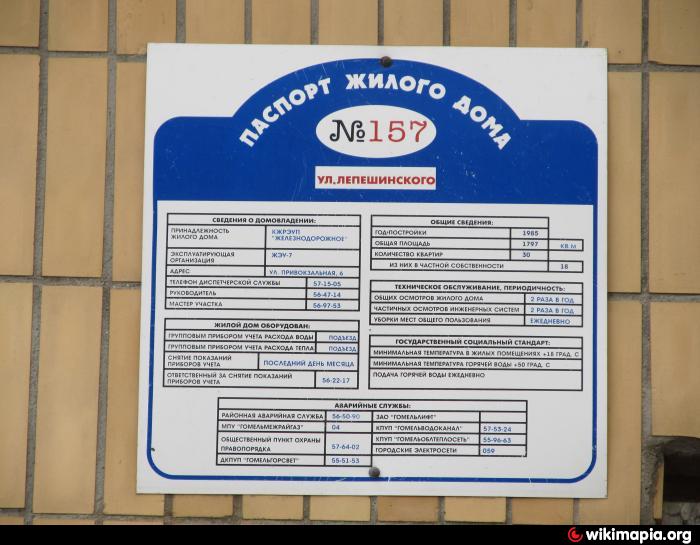 ПАСПОРТ ЖИЛОГО ДОМА
№157
УЛ. ЛЕПЕШИНСКОГО
СВЕДЕНИЯ О ДОМОВЛАДЕНИИ:
ПРИНАДЛЕЖНОСТЬ ЖИЛОГО ДОМА КЖРЭУП "ЖЕЛЕЗНОДОРОЖНОЕ"
ЭКСПЛУАТИРУЮЩАЯ ОРГАНИЗАЦИЯ ЖЭУ-7
АДРЕС УЛ. ПРИВОКЗАЛЬНАЯ, 6
ТЕЛЕФОН ДИСПЕТЧЕРСКОЙ СЛУЖБЫ 57-15-05
РУКОВОДИТЕЛЬ 56-47-14
МАСТЕР УЧАСТКА 56-97-53
ЖИЛОЙ ДОМ ОБОРУДОВАН:
ГРУППОВЫМ ПРИБОРОМ УЧЕТА РАСХОДА ВОДЫ ПОДЪЕЗД
ГРУППОВЫМ ПРИБОРОМ УЧЕТА РАСХОДА ТЕПЛА ПОДЪЕЗД
СНЯТИЕ ПОКАЗАНИЙ ПРИБОРОВ УЧЕТА ПОСЛЕДНИЙ ДЕНЬ МЕСЯЦА
ОТВЕТСТВЕННЫЙ ЗА СНЯТИЕ ПОКАЗАНИЙ ПРИБОРОВ УЧЕТА 56-22-17
ОБЩИЕ СВЕДЕНИЯ:
ГОД ПОСТРОЙКИ 1985
ОБЩАЯ ПЛОЩАДЬ 1797 КВ М
КОЛИЧЕСТВО КВАРТИР 30
ИЗ НИХ В ЧАСТНОЙ СОБСТВЕННОСТИ 18
ТЕХНИЧЕСКОЕ ОБСЛУЖИВАНИЕ, ПЕРИОДИЧНОСТЬ:
ОБЩИХ ОСМОТРОВ ЖИЛОГО ДОМА 2 РАЗА В ГОД
ЧАСТИЧНЫХ ОСМОТРОВ ИНЖЕНЕРНЫХ СИСТЕМ 2 РАЗА В ГОД
УБОРКИ МЕСТ ОБЩЕГО ПОЛЬЗОВАНИЯ ЕЖЕДНЕВНО
ГОСУДАРСТВЕННЫЙ СОЦИАЛЬНЫЙ СТАНДАРТ:
МИНИМАЛЬНАЯ ТЕМПЕРАТУРА В ЖИЛЫХ ПОМЕЩЕНИЯХ +18 ГРАД. С
МИНИМАЛЬНАЯ ТЕМПЕРАТУРА ГОРЯЧЕЙ ВОДЫ +50 ГРАД. С
ПОДАЧА ГОРЯЧЕЙ ВОДЫ ЕЖЕДНЕВНО
АВАРИЙНЫЕ СЛУЖБЫ:
РАЙОННАЯ АВАРИЙНАЯ СЛУЖБА 56-50-90
МПУ "ГОМЕЛЬМЕЖРАЙГАЗ" 04
ОБЩЕСТВЕННЫЙ ПУНКТ ОХРАНЫ ПРАВОПОРЯДКА 57-64-02
ДКПУП "ГОМЕЛЬГОРСВЕТ" 55-51-53
ЗАО "ГОМЕЛЬЛИФТ"
КПУП "ГОМЕЛЬВОДОКАНАЛ" 57-53-24
КПУП "ГОМЕЛЬОБЛТЕПЛОСЕТЬ" 55-96-63
ГОРОДСКИЕ ЭЛЕКТРОСЕТИ 059
wikimapia.org